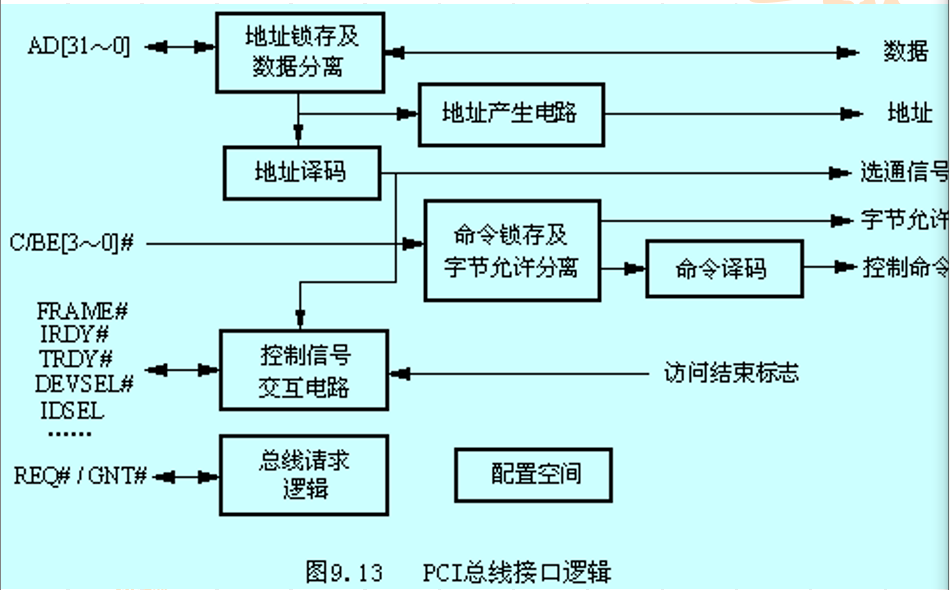 AD[31～0]
地址锁存及
数据分离
数据
地址产生电路
地址
地址译码
选通信号
C/BE[3～0]#
命令锁存及
字节允许分离
字节允许
命令译码
控制命令
FRAME#
IRDY#
TRDY#
DEVSEL#
IDSEL
······
控制信号
交互电路
访问结束标志
REQ# / GNT#
总线请求
逻辑
配置空间
图9.13 PCI总线接口逻辑